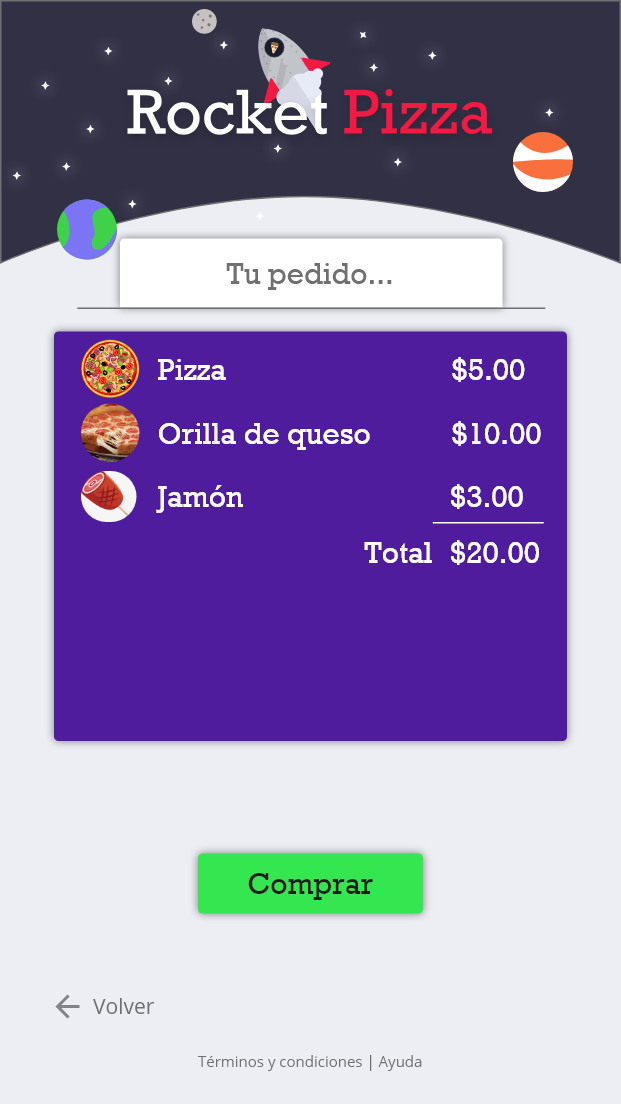 Rocket Pizza
Tu pedido...
Pizza $5.00
Orilla de queso $10.00
Jamón $3.00
Total $20.00
Comprar
Volver
Términos y condiciones | Ayuda